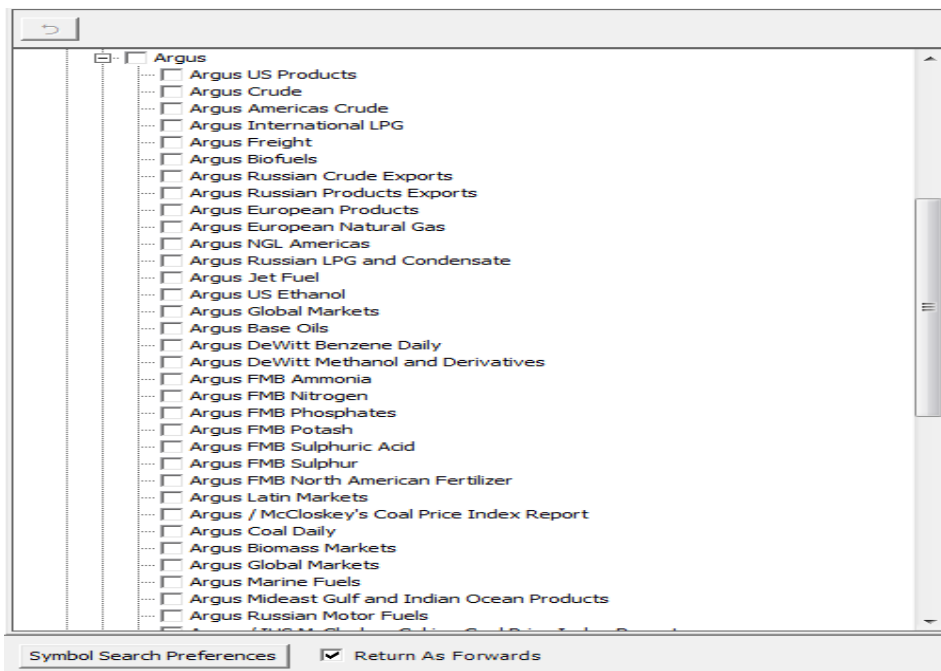 Argus
Argus US Products
Argus Crude
Argus Americas Crude
Argus International LPG
Argus Freight
Argus Biofuels
Argus Russian Crude Exports
Argus Russian Products Exports
Argus European Products
Argus European Natural Gas
Argus NGL Americas
Argus Russian LPG and Condensate
Argus Jet Fuel
Argus US Ethanol
Argus Global Markets
Argus Base Oils
Argus DeWitt Benzene Daily
Argus DeWitt Methanol and Derivatives
Argus FMB Ammonia
Argus FMB Nitrogen
Argus FMB Phosphates
Argus FMB Potash
Argus FMB Sulphuric Acid
Argus FMB Sulphur
Argus FMB North American Fertilizer
Argus Latin Markets
Argus / McCloskey's Coal Price Index Report
Argus Coal Daily
Argus Biomass Markets
Argus Global Markets
Argus Marine Fuels
Argus Mideast Gulf and Indian Ocean Products
Argus Russian Motor Fuels
Symbol Search Preferences Return As Forwards